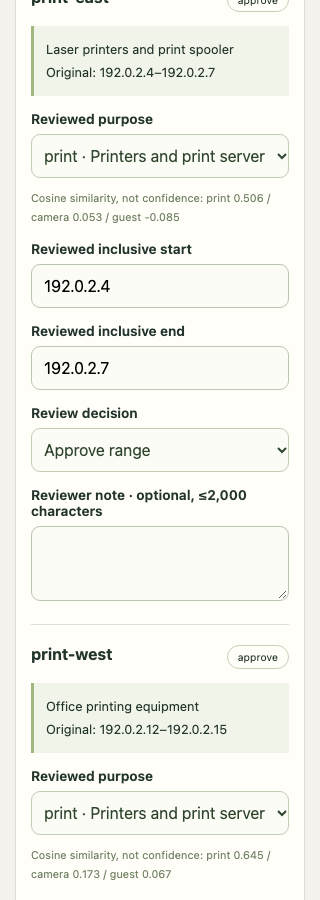 print-east
approve
Laser printers and print spooler
Original: 192.0.2.4–192.0.2.7
Reviewed purpose
print · Printers and print server
Cosine similarity, not confidence: print 0.506 /
camera 0.053 / guest -0.085
Reviewed inclusive start
192.0.2.4
Reviewed inclusive end
192.0.2.7
Review decision
Approve range
Reviewer note · optional, ≤2,000
characters
print-west
approve
Office printing equipment
Original: 192.0.2.12–192.0.2.15
Reviewed purpose
print · Printers and print server
Cosine similarity, not confidence: print 0.645 /
camera 0.173 / guest 0.067